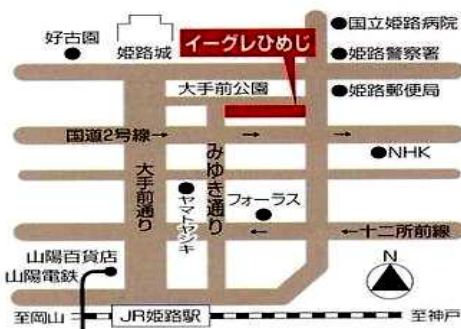 国立姫路病院
好古園
姫路城
イーグレひめじ
姫路警察署
大手前公園
姫路郵便局
国道2号線→
→
→
NHK
みゆき通り
大手前通り
ヤマトヤシキ
フォーラス
←
←十二所前線
山陽百貨店
山陽電鉄
N
至岡山
JR姫路駅
至神戸